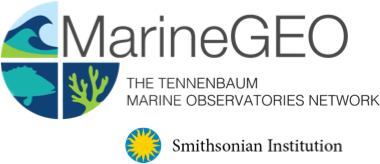 MarineGEO
THE TENNENBAUM
MARINE OBSERVATORIES NETWORK
Smithsonian Institution